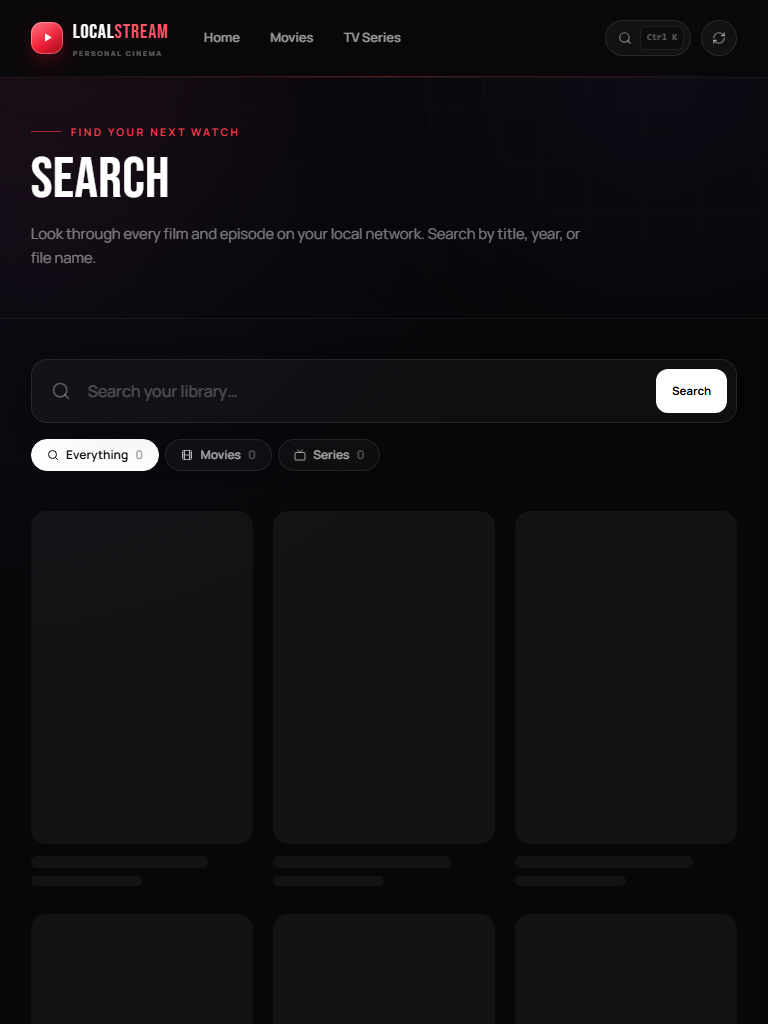 LOCALSTREAM
PERSONAL CINEMA
Home
Movies
TV Series
Ctrl K
FIND YOUR NEXT WATCH
SEARCH
Look through every film and episode on your local network. Search by title, year, or
file name.
Search your library…
Search
Everything 0
Movies 0
Series 0